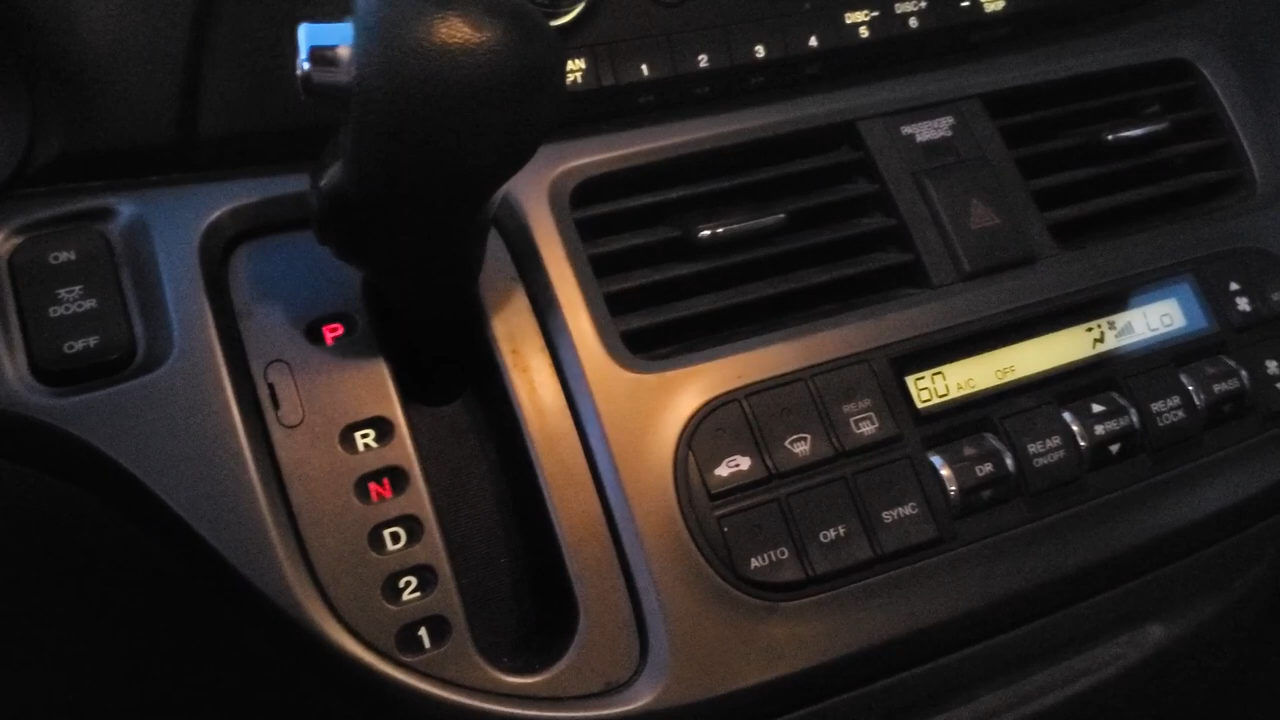 AN
PT
1
2
3
4
DISC-
5
DISC+
6
-
SKIP
PASSENGER
AIRBAG
ON
DOOR
OFF
P
R
N
D
2
1
60 A/C OFF Lo
REAR
AUTO
OFF
SYNC
DR
REAR
ON/OFF
REAR
REAR
LOCK
PASS